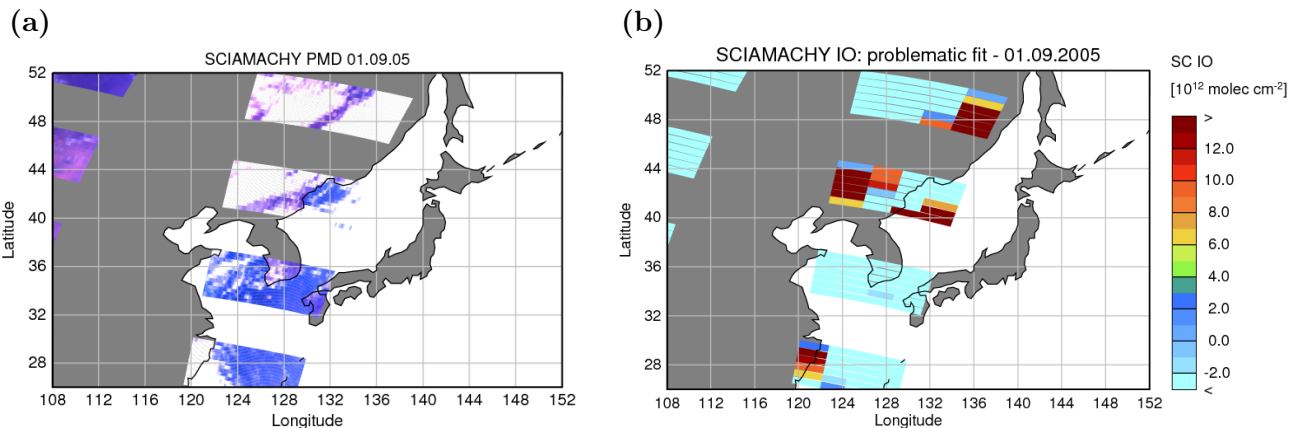 (a)
SCIAMACHY PMD 01.09.05
52
48
44
40
36
32
28
Latitude
108 112 116 120 124 128 132 136 140 144 148 152
Longitude
(b)
SCIAMACHY IO: problematic fit - 01.09.2005
52
48
44
40
36
32
28
Latitude
108 112 116 120 124 128 132 136 140 144 148 152
Longitude
SC IO
[10¹² molec cm⁻²]
>
12.0
10.0
8.0
6.0
4.0
2.0
0.0
-2.0
<